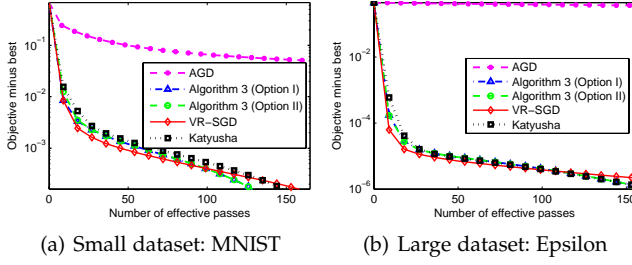 Objective minus best
10^-1
10^-2
10^-3
0
50
100
150
Number of effective passes
AGD
Algorithm 3 (Option I)
Algorithm 3 (Option II)
VR-SGD
Katyusha
(a) Small dataset: MNIST
Objective minus best
10^-2
10^-4
10^-6
0
50
100
150
Number of effective passes
AGD
Algorithm 3 (Option I)
Algorithm 3 (Option II)
VR-SGD
Katyusha
(b) Large dataset: Epsilon